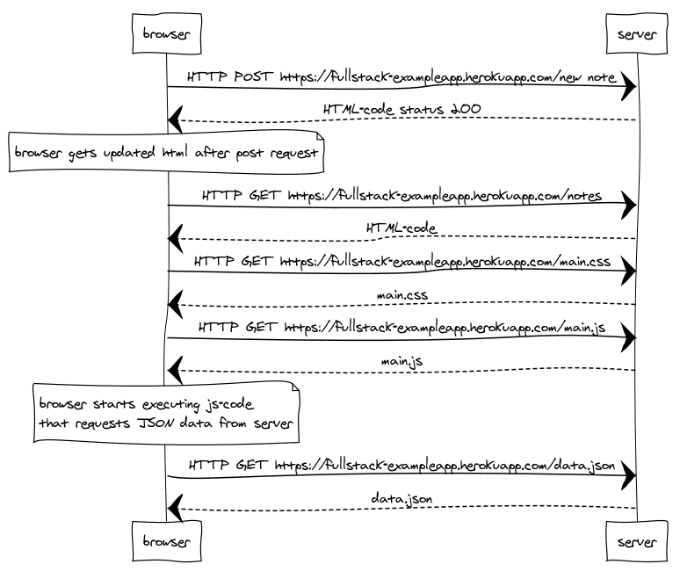 browser server
HTTP POST https://fullstack-exampleapp.herokuapp.com/new note
HTML-code status 200
browser gets updated html after post request
HTTP GET https://fullstack-exampleapp.herokuapp.com/notes
HTML-code
HTTP GET https://fullstack-exampleapp.herokuapp.com/main.css
main.css
HTTP GET https://fullstack-exampleapp.herokuapp.com/main.js
main.js
browser starts executing js-code
that requests JSON data from server
HTTP GET https://fullstack-exampleapp.herokuapp.com/data.json
data.json
browser server